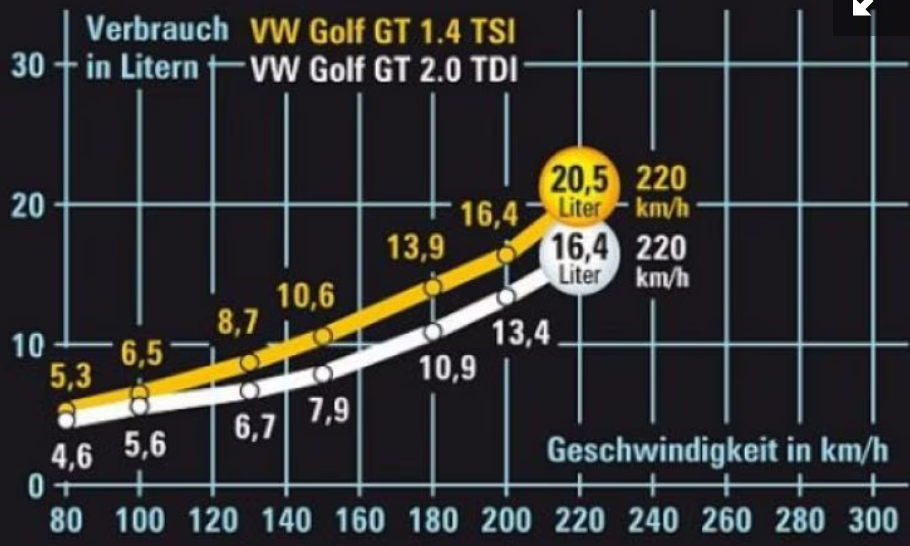 Verbrauch VW Golf GT 1.4 TSI
30 in Litern VW Golf GT 2.0 TDI
20,5 Liter 220 km/h
20
16,4
16,4 Liter 220 km/h
13,9
10,6
8,7
13,4
10
6,5
5,3
10,9
7,9
6,7
5,6
4,6
Geschwindigkeit in km/h
0
80 100 120 140 160 180 200 220 240 260 280 300